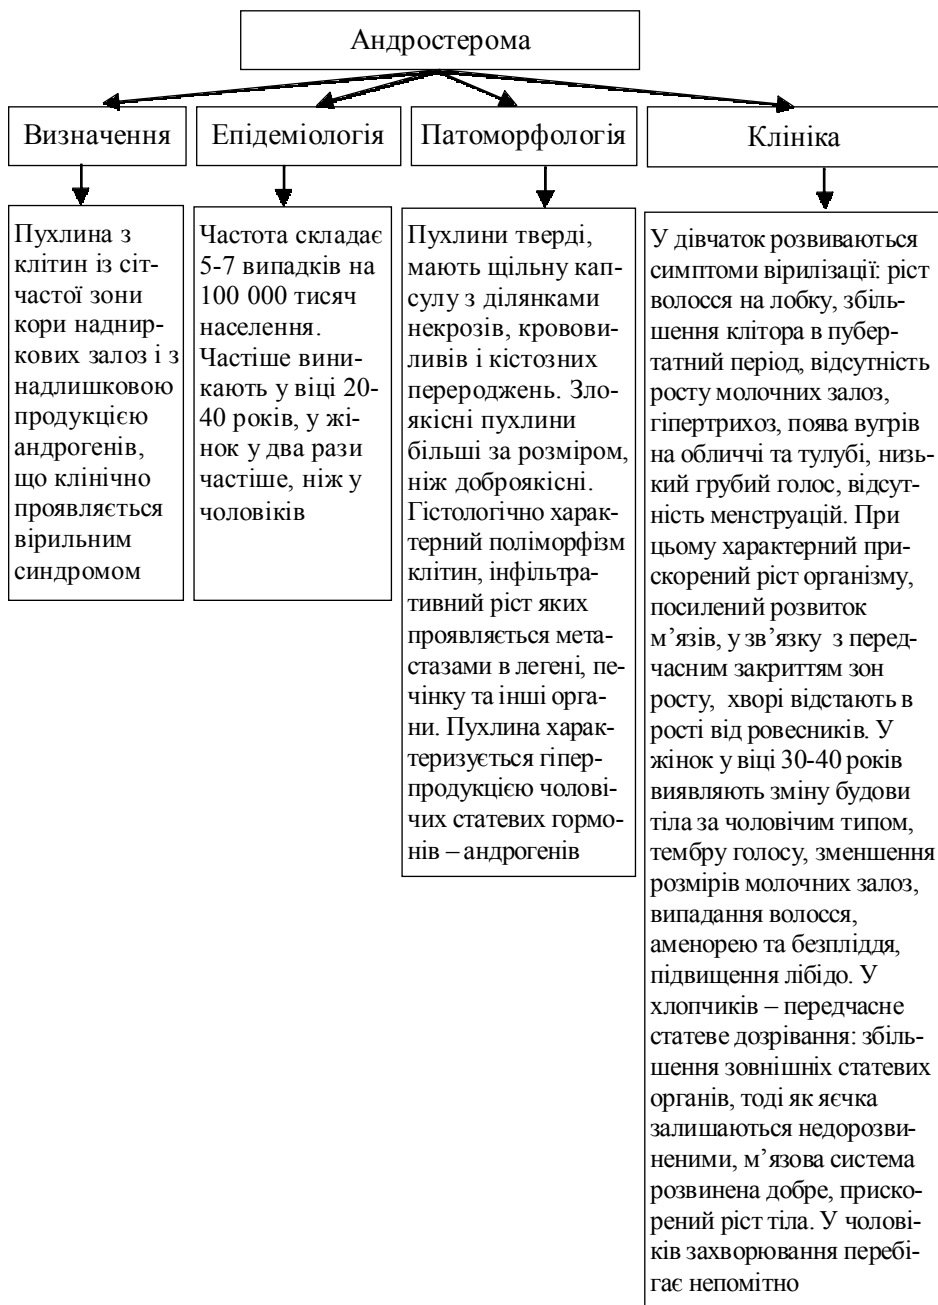 Андростерома
Визначення
Епідеміологія
Патоморфологія
Клініка
Пухлина з
клітин із сіт-
частої зони
кори наднир-
кових залоз і з
надлишковою
продукцією
андрогенів,
що клінічно
проявляється
вірильним
синдромом
Частота складає
5-7 випадків на
100 000 тисяч
населення.
Частіше вини-
кають у віці 20-
40 років, у жі-
нок у два рази
частіше, ніж у
чоловіків
Пухлини тверді,
мають щільну кап-
сулу з ділянками
некрозів, кровови-
ливів і кістозних
перероджень. Зло-
якісні пухлини
більші за розміром,
ніж доброякісні.
Гістологічно харак-
терний поліморфізм
клітин, інфільтра-
тивний ріст яких
проявляється мета-
стазами в легені, пе-
чінку та інші орга-
ни. Пухлина харак-
теризується гіпер-
продукцією чолові-
чих статевих гормо-
нів – андрогенів
У дівчаток розвиваються
симптоми вірилізації: ріст
волосся на лобку, збіль-
шення клітора в пубер-
татний період, відсутність
росту молочних залоз,
гіпертрихоз, поява вугрів
на обличчі та тулубі, низь-
кий грубий голос, відсут-
ність менструацій. При
цьому характерний при-
скорений ріст організму,
посилений розвиток
м’язів, у зв’язку з перед-
часним закриттям зон
росту, хворі відстають в
рості від ровесників. У
жінок у віці 30-40 років
виявляють зміну будови
тіла за чоловічим типом,
тембру голосу, зменшення
розмірів молочних залоз,
випадання волосся,
аменорею та безпліддя,
підвищення лібідо. У
хлопчиків – передчасне
статеве дозрівання: збіль-
шення зовнішніх статевих
органів, тоді як яєчка
залишаються недорозви-
неними, м’язова система
розвинена добре, приско-
рений ріст тіла. У чолові-
ків захворювання перебі-
гає непомітно